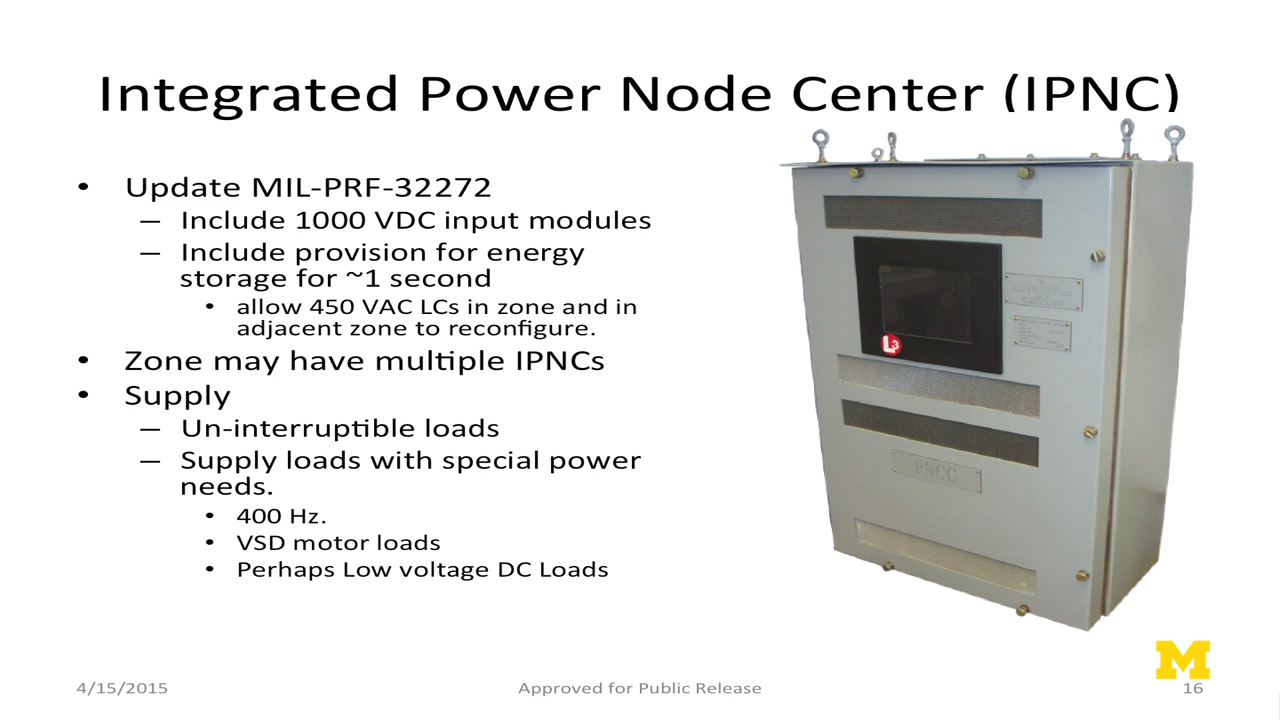 Integrated Power Node Center (IPNC)
• Update MIL-PRF-32272
– Include 1000 VDC input modules
– Include provision for energy
storage for ~1 second
• allow 450 VAC LCs in zone and in
adjacent zone to reconfigure.
• Zone may have multiple IPNCs
• Supply
– Un-interruptible loads
– Supply loads with special power
needs.
• 400 Hz.
• VSD motor loads
• Perhaps Low voltage DC Loads
L3
PNCC
M
4/15/2015
Approved for Public Release
16